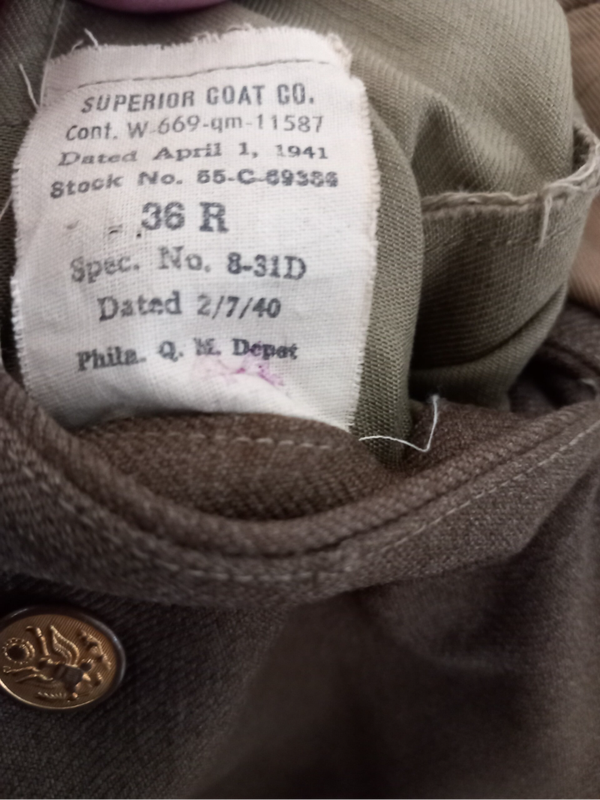 SUPERIOR COAT CO.
Cont. W-669-qm-11587
Dated April 1, 1941
Stock No. 55-C-69386
36 R
Spec. No. 8-31D
Dated 2/7/40
Phila. Q. M. Depot